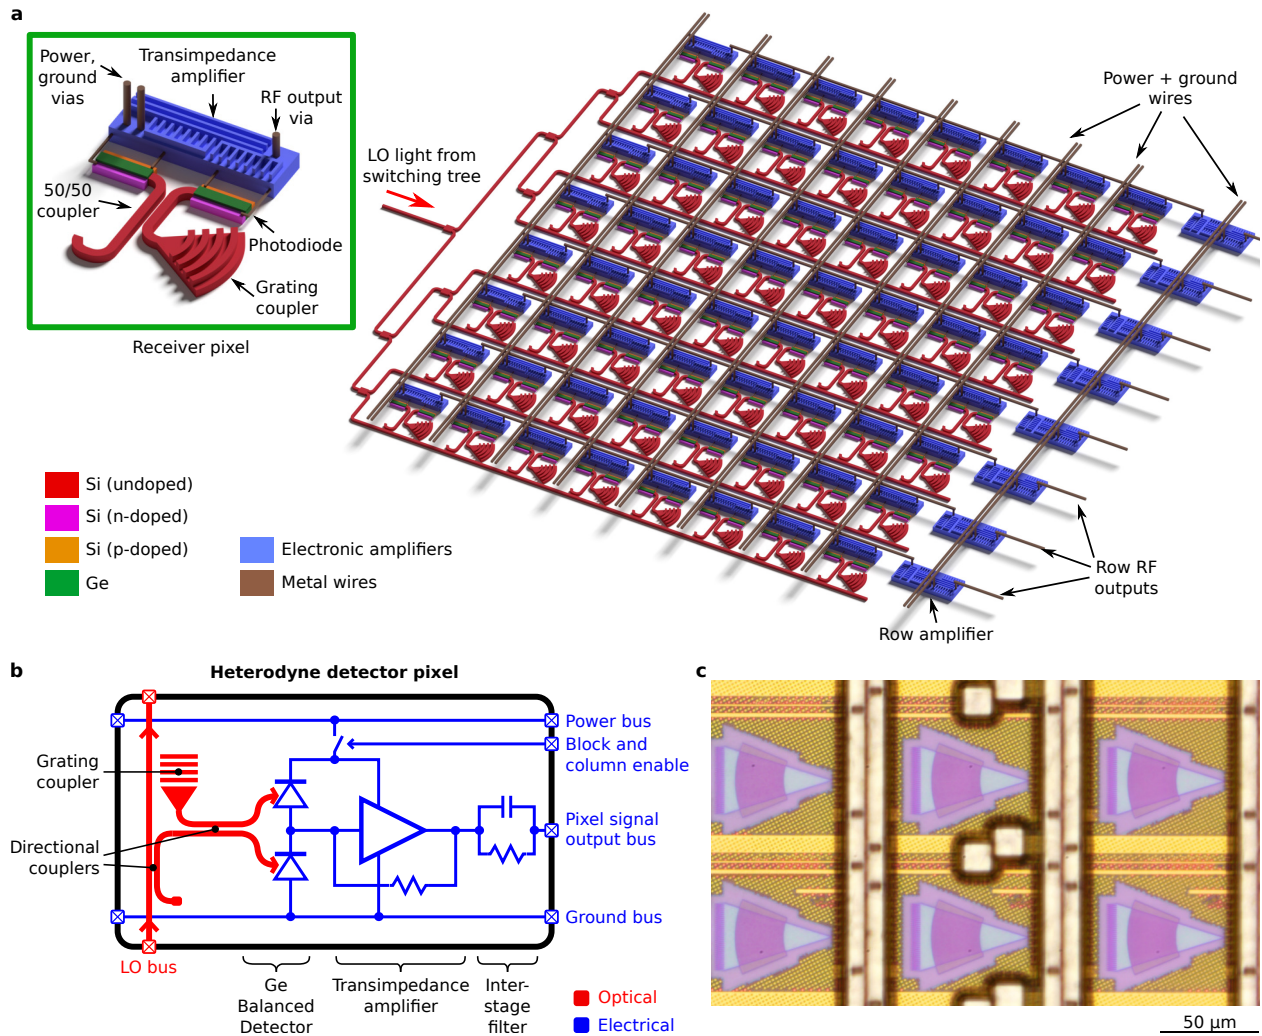 a
Power,
ground
vias
Transimpedance
amplifier
RF output
via
50/50
coupler
Photodiode
Grating
coupler
Receiver pixel
LO light from
switching tree
Power + ground
wires
Row RF
outputs
Row amplifier
Si (undoped)
Si (n-doped)
Si (p-doped)
Ge
Electronic amplifiers
Metal wires
b
Heterodyne detector pixel
Grating
coupler
Directional
couplers
LO bus
Power bus
Block and
column enable
Pixel signal
output bus
Ground bus
Ge
Balanced
Detector
Transimpedance
amplifier
Inter-
stage
filter
Optical
Electrical
c
50 μm